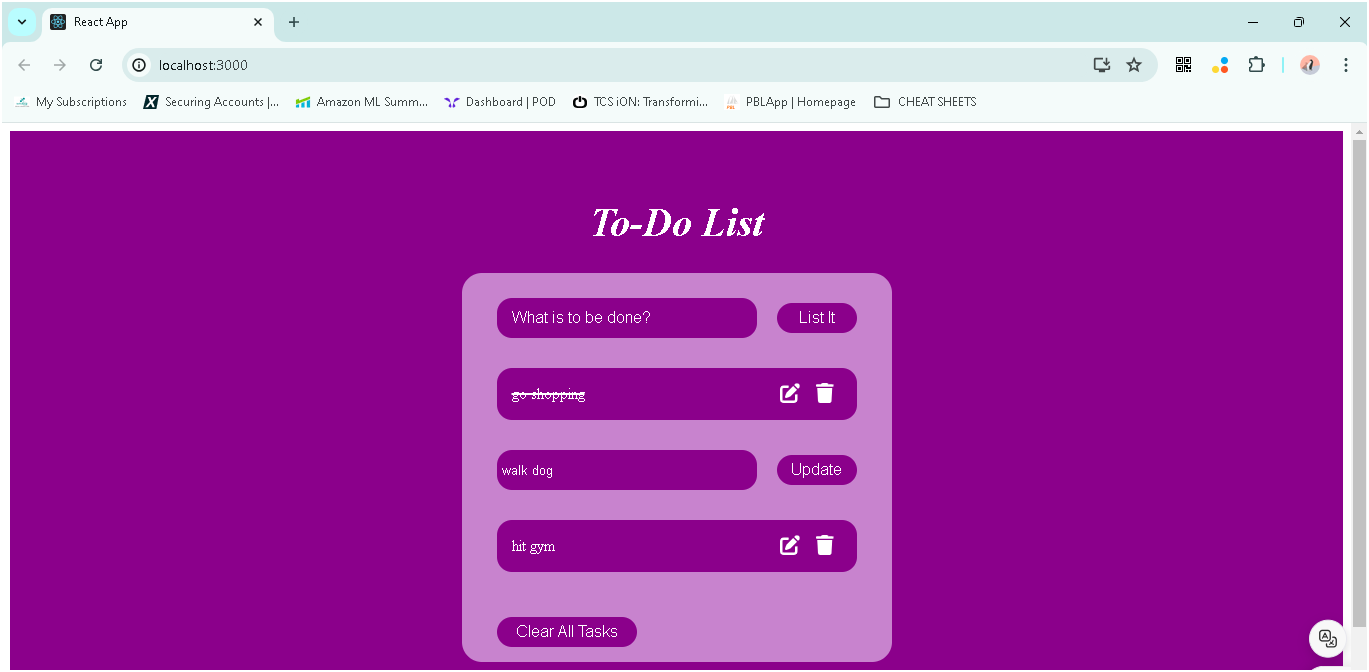 React App
localhost:3000
My Subscriptions Securing Accounts |... Amazon ML Summ... Dashboard | POD TCS iON: Transformi... PBLApp | Homepage CHEAT SHEETS
To-Do List
What is to be done? List It
go shopping
walk dog Update
hit gym
Clear All Tasks